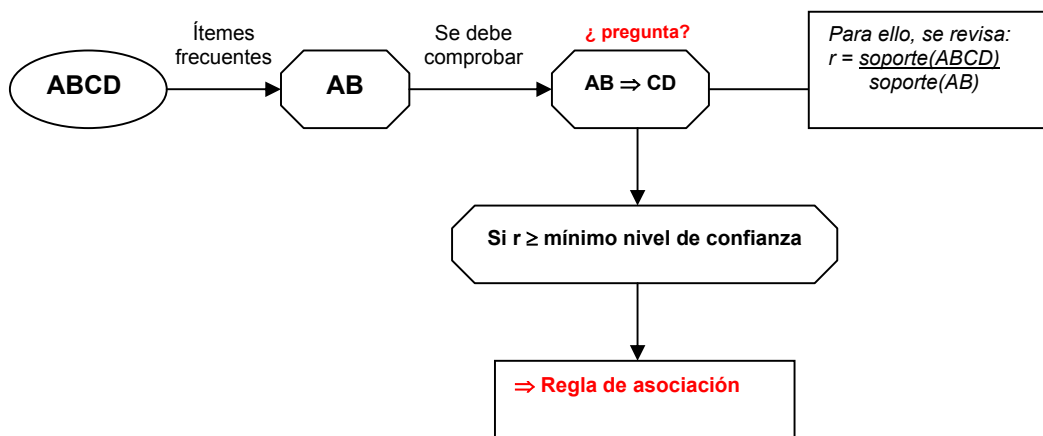 ABCD
Ítemes
frecuentes
AB
Se debe
comprobar
¿ pregunta?
AB ⇒ CD
Para ello, se revisa:
r = soporte(ABCD)
soporte(AB)
Si r ≥ mínimo nivel de confianza
⇒ Regla de asociación